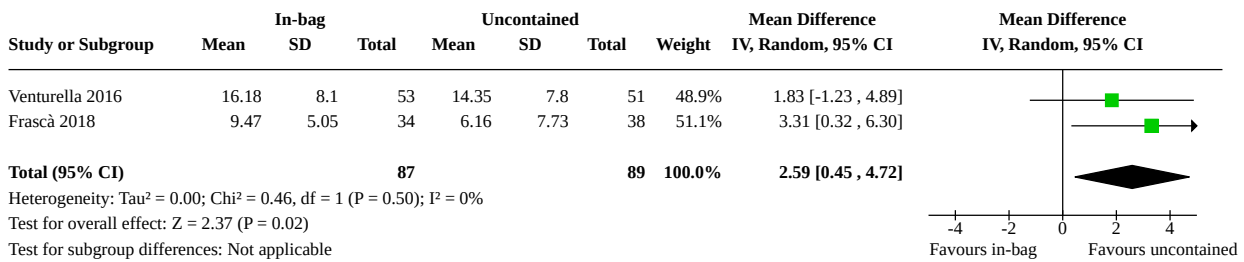 In-bag Uncontained Mean Difference Mean Difference
Study or Subgroup Mean SD Total Mean SD Total Weight IV, Random, 95% CI IV, Random, 95% CI
Venturella 2016 16.18 8.1 53 14.35 7.8 51 48.9% 1.83 [-1.23 , 4.89]
Frascà 2018 9.47 5.05 34 6.16 7.73 38 51.1% 3.31 [0.32 , 6.30]
Total (95% CI) 87 89 100.0% 2.59 [0.45 , 4.72]
Heterogeneity: Tau² = 0.00; Chi² = 0.46, df = 1 (P = 0.50); I² = 0%
Test for overall effect: Z = 2.37 (P = 0.02)
-4 -2 0 2 4
Test for subgroup differences: Not applicable
Favours in-bag Favours uncontained